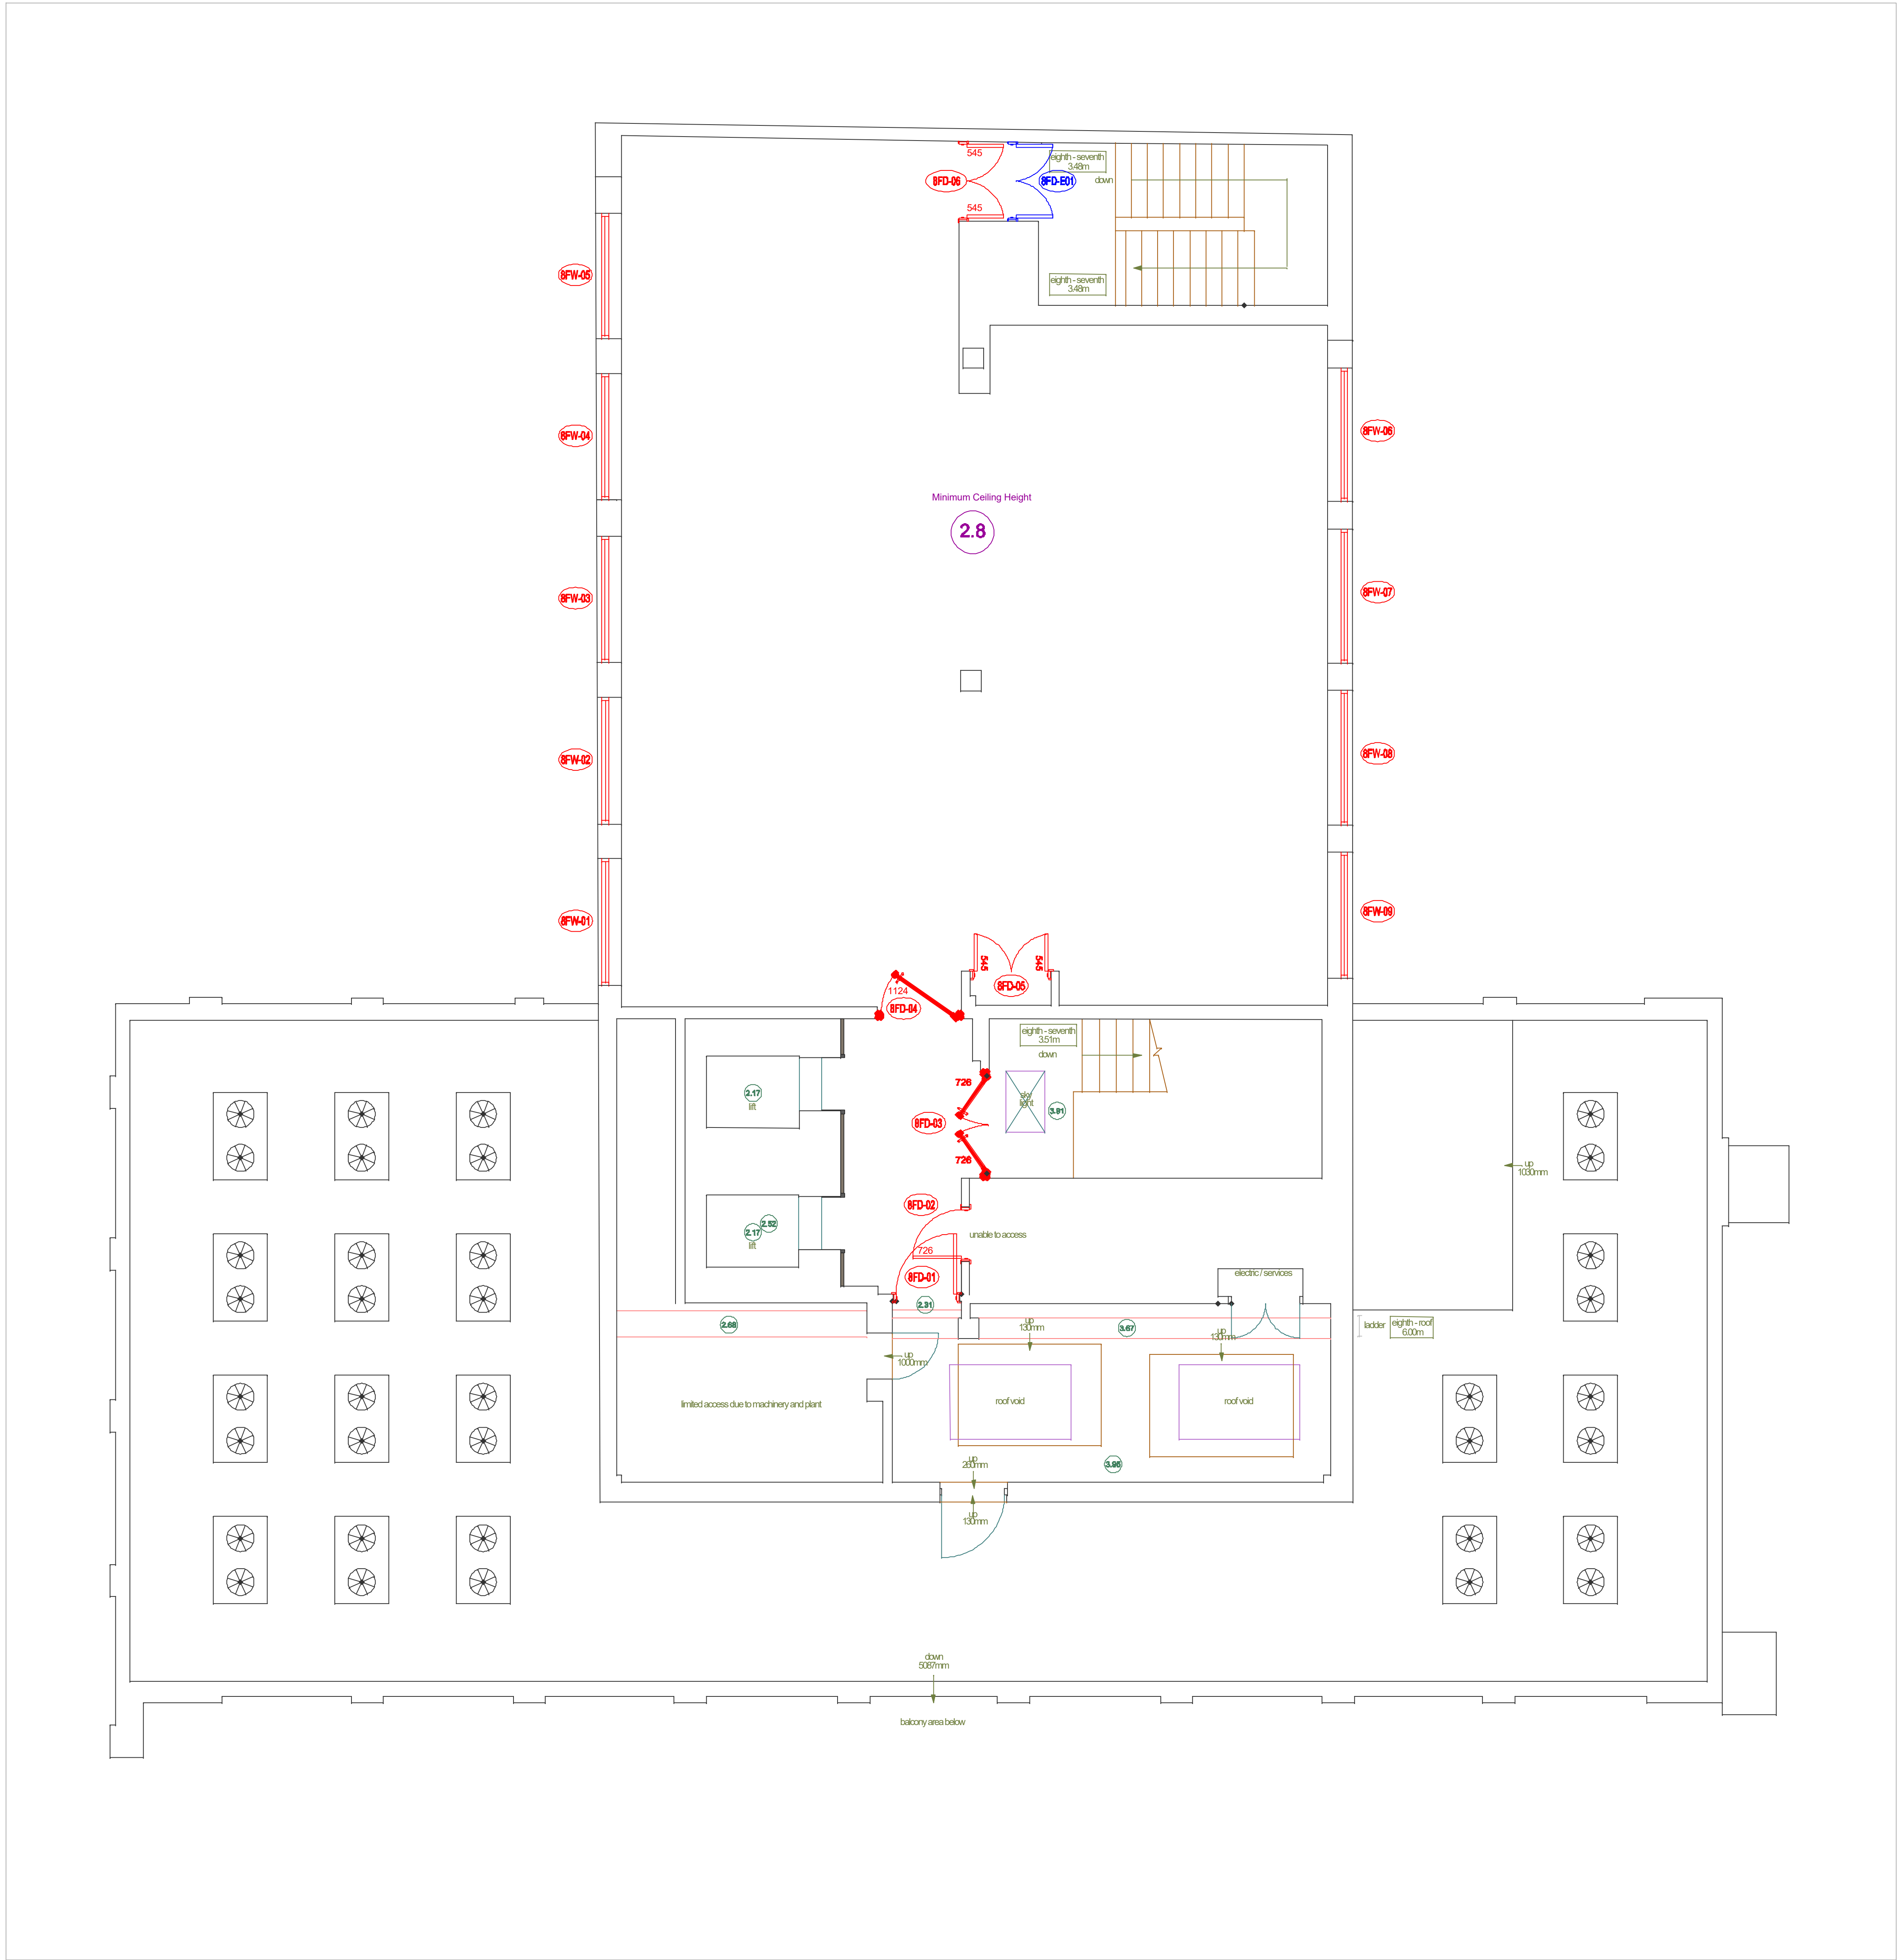 545
8FD-06
8FD-E01
eighth - seventh
3.48m
down
545
8FW-05
eighth - seventh
3.48m
8FW-04
8FW-06
Minimum Ceiling Height
2.8
8FW-03
8FW-07
8FW-02
8FW-08
8FW-01
8FW-09
545
545
8FD-05
1124
8FD-04
eighth - seventh
3.51m
down
726
2.17
lift
sky
light
3.91
8FD-03
726
up
1030mm
8FD-02
2.52
2.17
lift
unable to access
726
8FD-01
electric / services
2.31
2.68
up
130mm
3.67
up
130mm
ladder
eighth - roof
6.00m
up
1000mm
limited access due to machinery and plant
roof void
roof void
up
260mm
3.95
up
130mm
down
5087mm
balcony area below